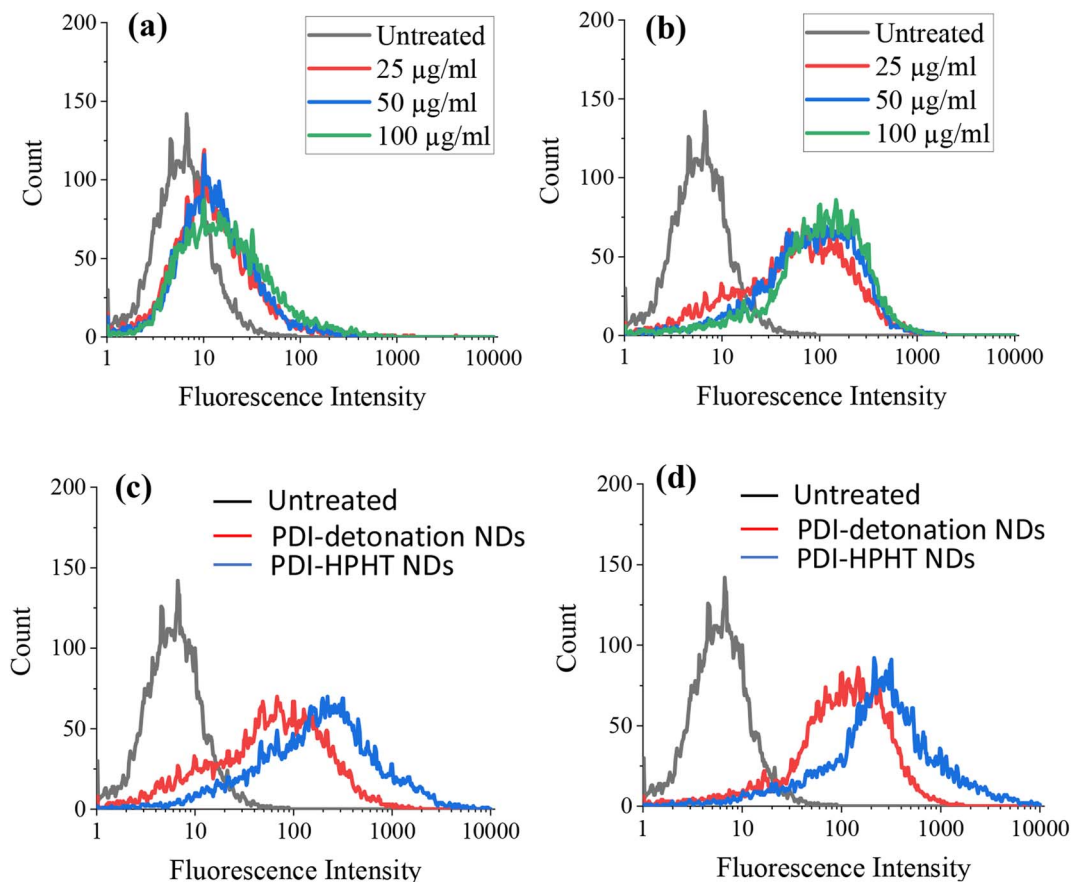 (a)
Untreated
25 µg/ml
50 µg/ml
100 µg/ml
200
150
100
50
0
Count
1 10 100 1000 10000
Fluorescence Intensity
(b)
Untreated
25 µg/ml
50 µg/ml
100 µg/ml
200
150
100
50
0
Count
1 10 100 1000 10000
Fluorescence Intensity
(c)
Untreated
PDI-detonation NDs
PDI-HPHT NDs
200
150
100
50
0
Count
1 10 100 1000 10000
Fluorescence Intensity
(d)
Untreated
PDI-detonation NDs
PDI-HPHT NDs
200
150
100
50
0
Count
1 10 100 1000 10000
Fluorescence Intensity